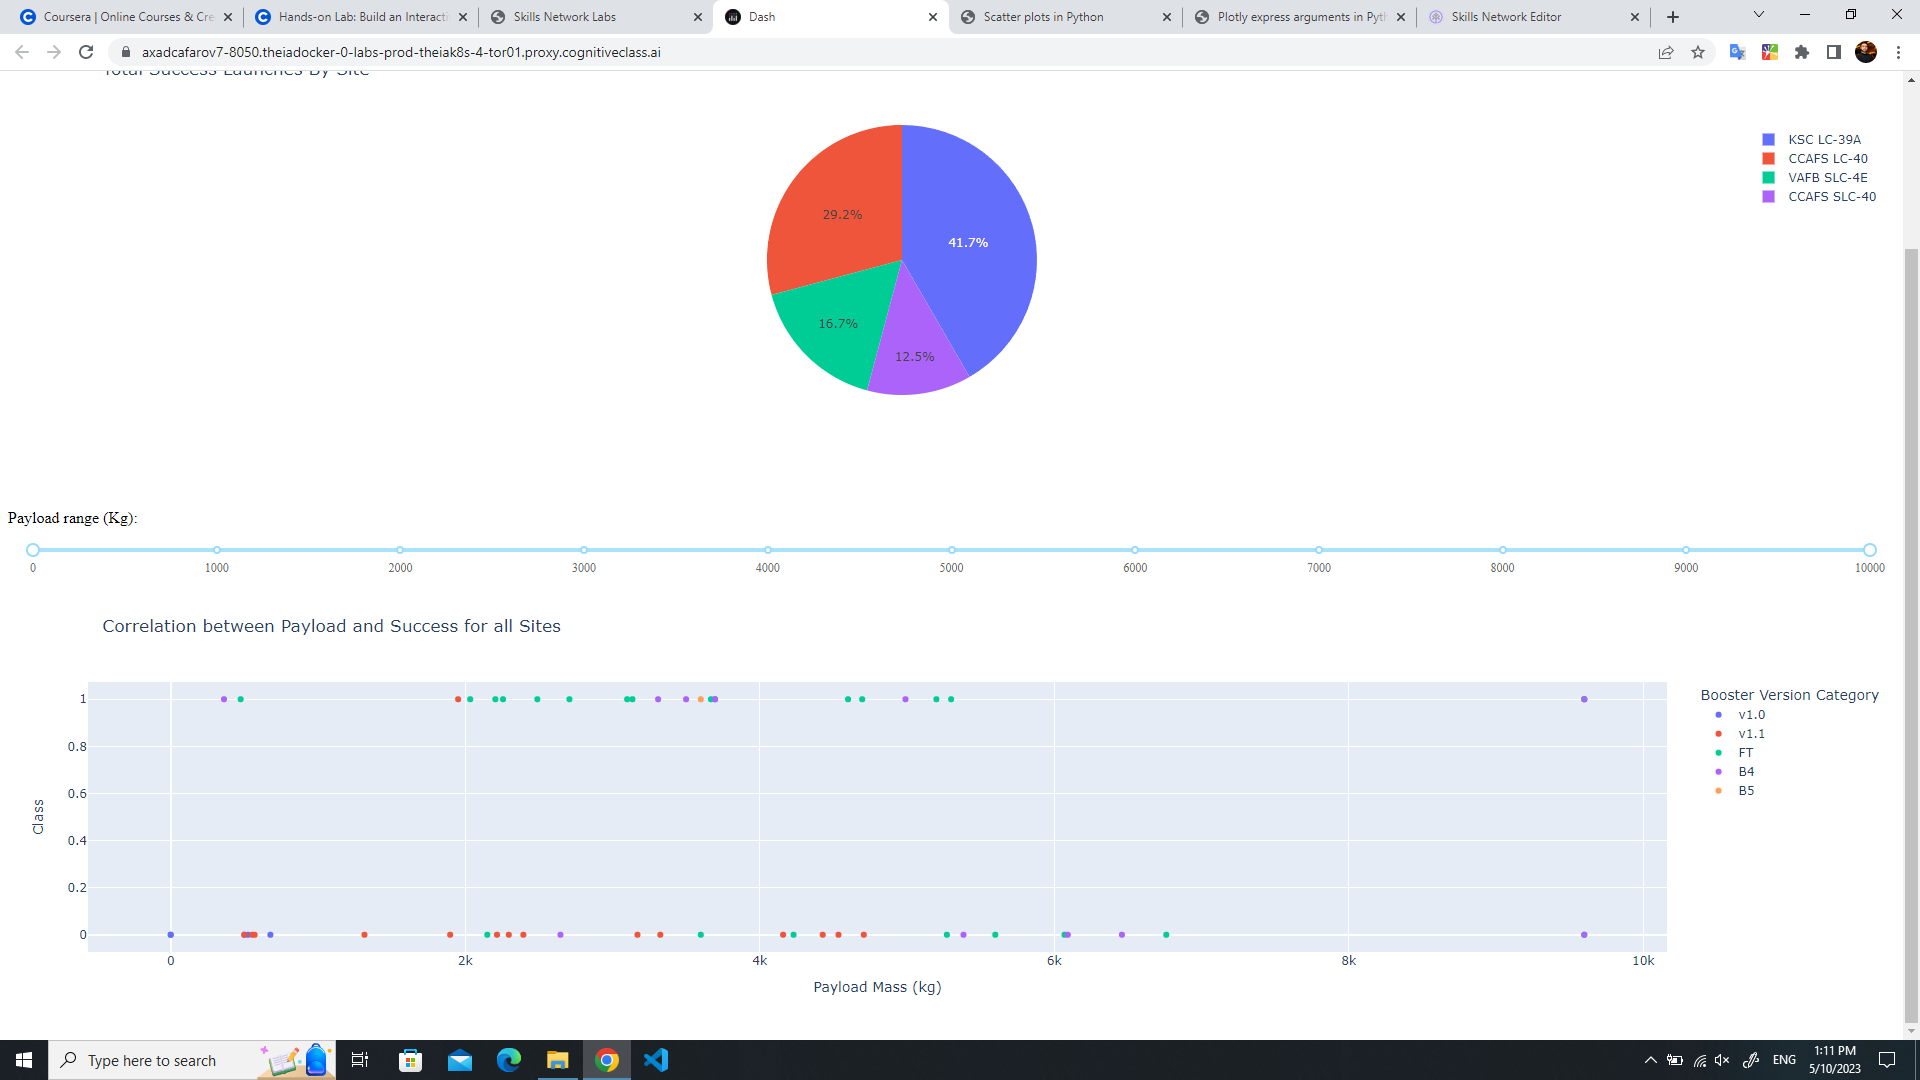 Coursera | Online Courses & Cre
Hands-on Lab: Build an Interacti
Skills Network Labs
Dash
Scatter plots in Python
Plotly express arguments in Pyth
Skills Network Editor
axadcafarov7-8050.theiadocker-0-labs-prod-theiak8s-4-tor01.proxy.cognitiveclass.ai
Total Success Launches By Site
KSC LC-39A
CCAFS LC-40
VAFB SLC-4E
CCAFS SLC-40
29.2%
41.7%
16.7%
12.5%
Payload range (Kg):
0 1000 2000 3000 4000 5000 6000 7000 8000 9000 10000
Correlation between Payload and Success for all Sites
Booster Version Category
v1.0
v1.1
FT
B4
B5
1
0.8
0.6
0.4
0.2
0
Class
0 2k 4k 6k 8k 10k
Payload Mass (kg)
Type here to search
ENG
1:11 PM
5/10/2023